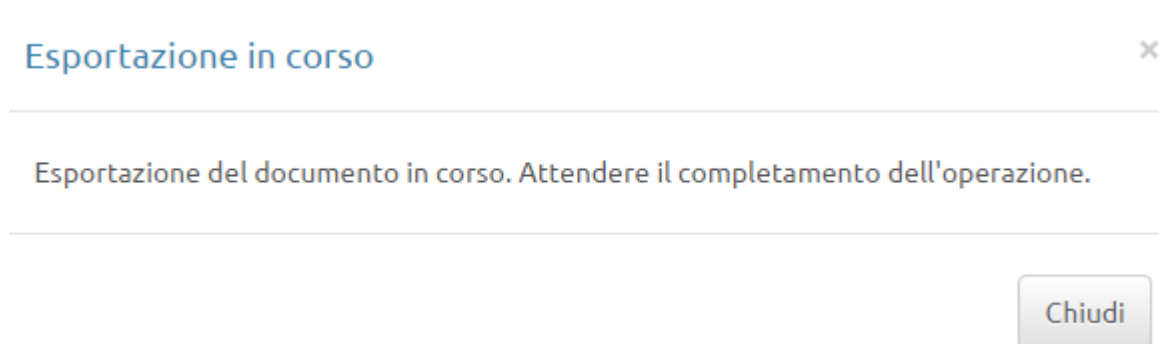 Esportazione in corso
×
Esportazione del documento in corso. Attendere il completamento dell'operazione.
Chiudi